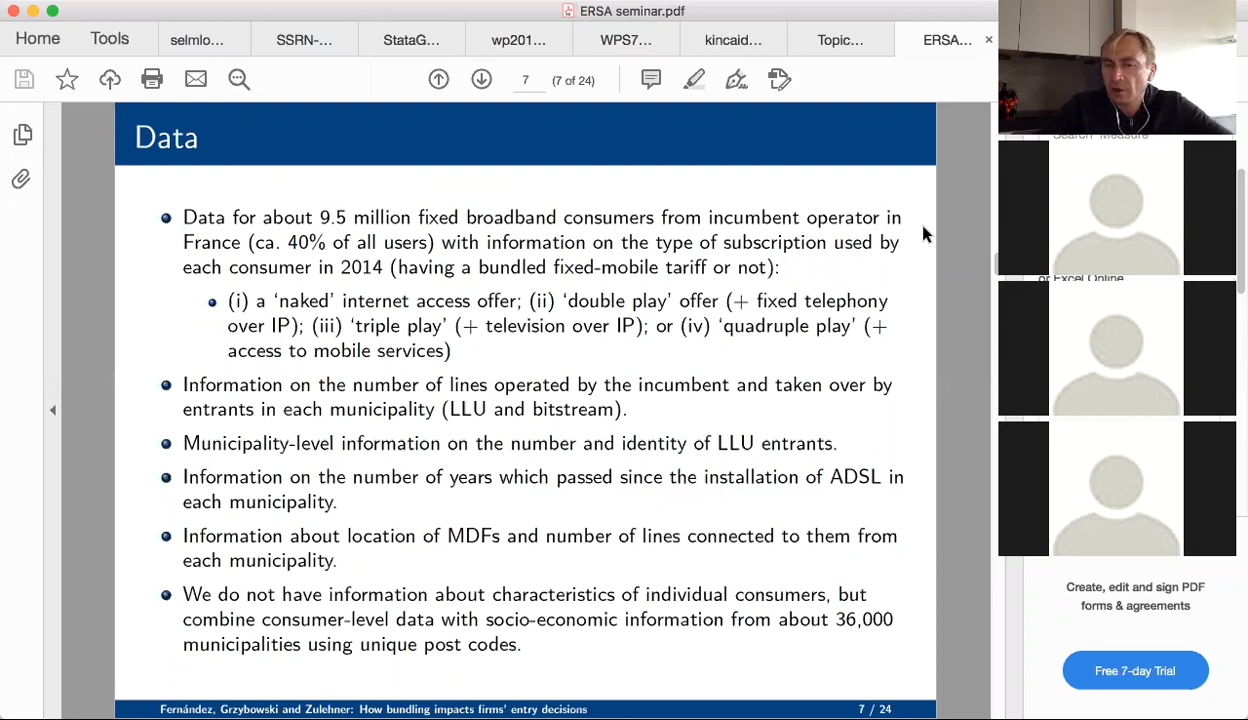 ERSA seminar.pdf
Home
Tools
selmlo...
SSRN-...
StataG...
wp201...
WPS7...
kincaid...
Topic...
ERSA...
×
7
(7 of 24)
Data
Data for about 9.5 million fixed broadband consumers from incumbent operator in
France (ca. 40% of all users) with information on the type of subscription used by
each consumer in 2014 (having a bundled fixed-mobile tariff or not):
(i) a ‘naked’ internet access offer; (ii) ‘double play’ offer (+ fixed telephony
over IP); (iii) ‘triple play’ (+ television over IP); or (iv) ‘quadruple play’ (+
access to mobile services)
Information on the number of lines operated by the incumbent and taken over by
entrants in each municipality (LLU and bitstream).
Municipality-level information on the number and identity of LLU entrants.
Information on the number of years which passed since the installation of ADSL in
each municipality.
Information about location of MDFs and number of lines connected to them from
each municipality.
We do not have information about characteristics of individual consumers, but
combine consumer-level data with socio-economic information from about 36,000
municipalities using unique post codes.
Fernández, Grzybowski and Zulehner: How bundling impacts firms’ entry decisions
7 / 24
Search 'Measure'
or Excel Online
Create, edit and sign PDF
forms & agreements
Free 7-day Trial